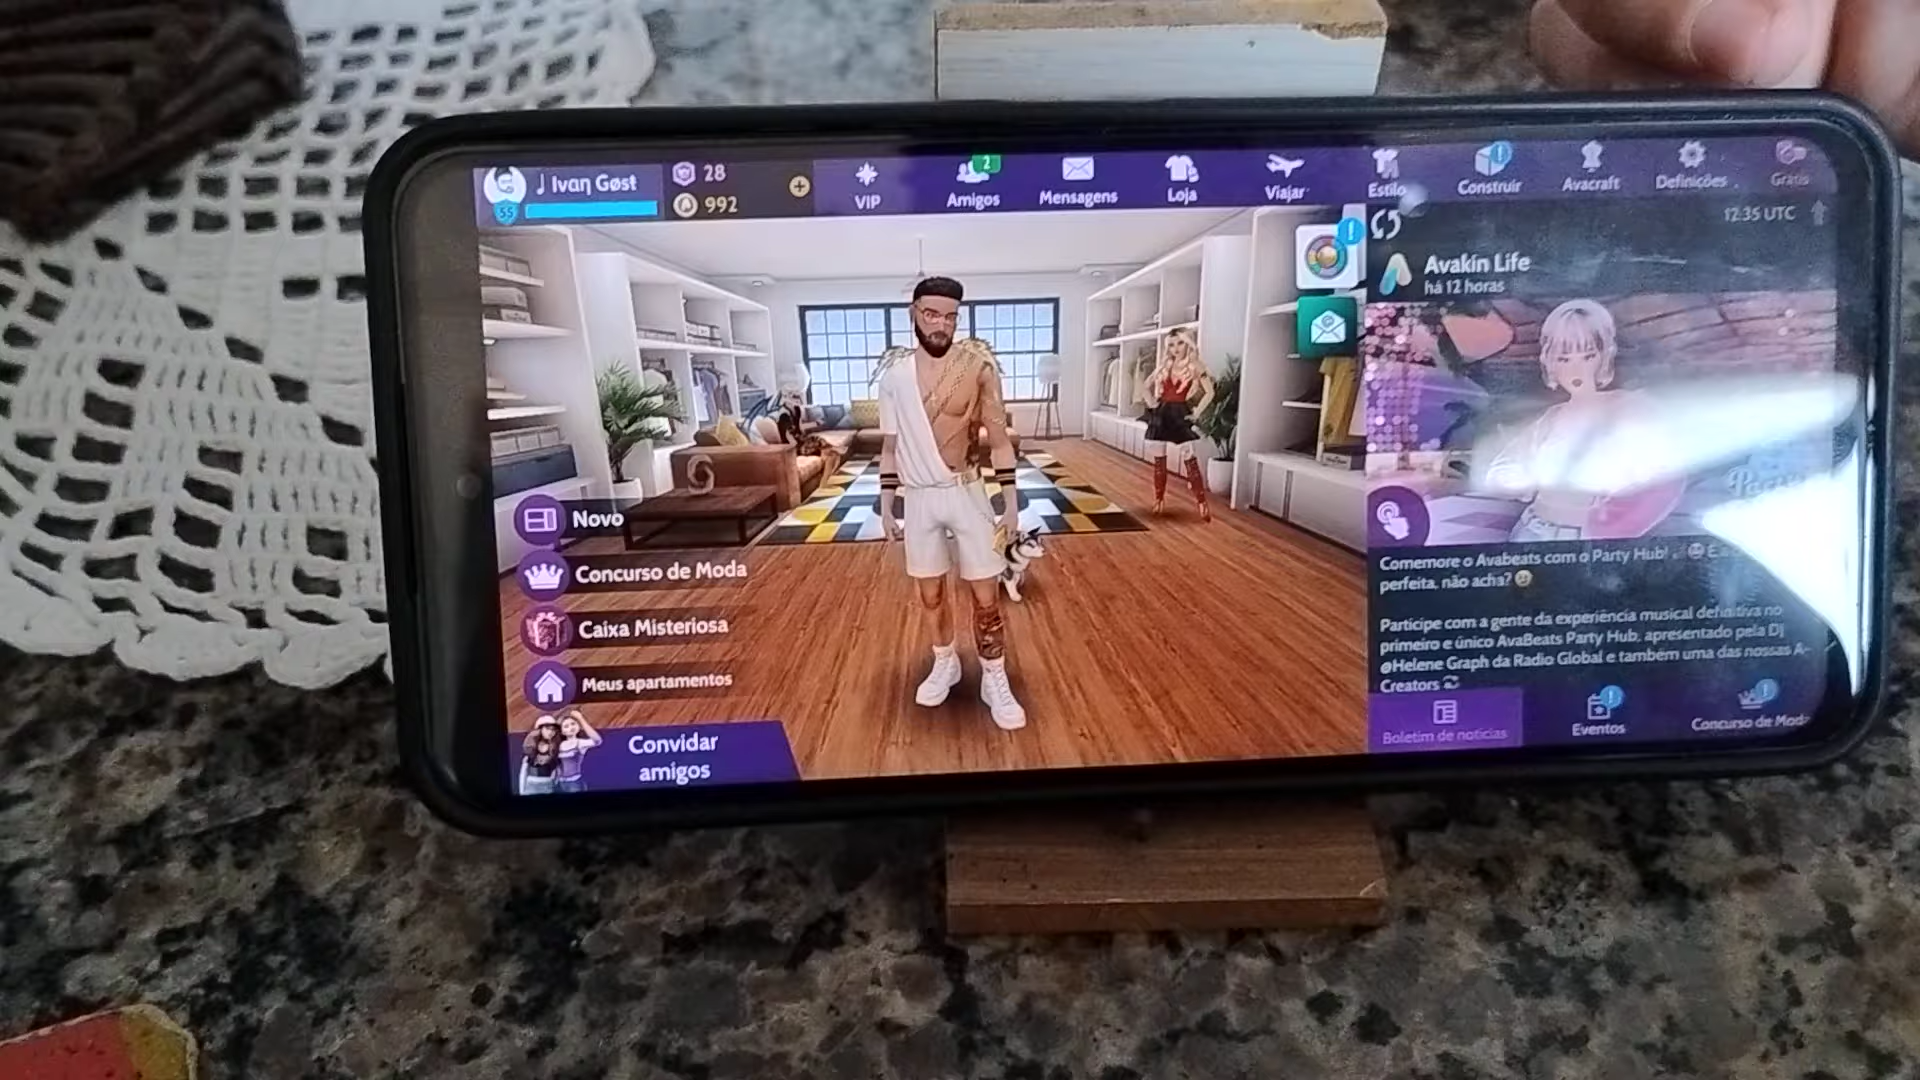 ♩ Ivaη Gøst
55
28
992
VIP
2
Amigos
Mensagens
Loja
Viajar
Estilo
Construir
Avacraft
Definições
Grátis
12:35 UTC
Avakin Life
há 12 horas
Novo
Concurso de Moda
Caixa Misteriosa
Meus apartamentos
Convidar
amigos
Party
Comemore o Avabeats com o Party Hub!
perfeita, não acha?
Participe com a gente da experiência musical definitiva no
primeiro e único AvaBeats Party Hub, apresentado pela DJ
@Helene Graph da Radio Global e também uma das nossas A-
Creators
Boletim de notícias
Eventos
Concurso de Moda